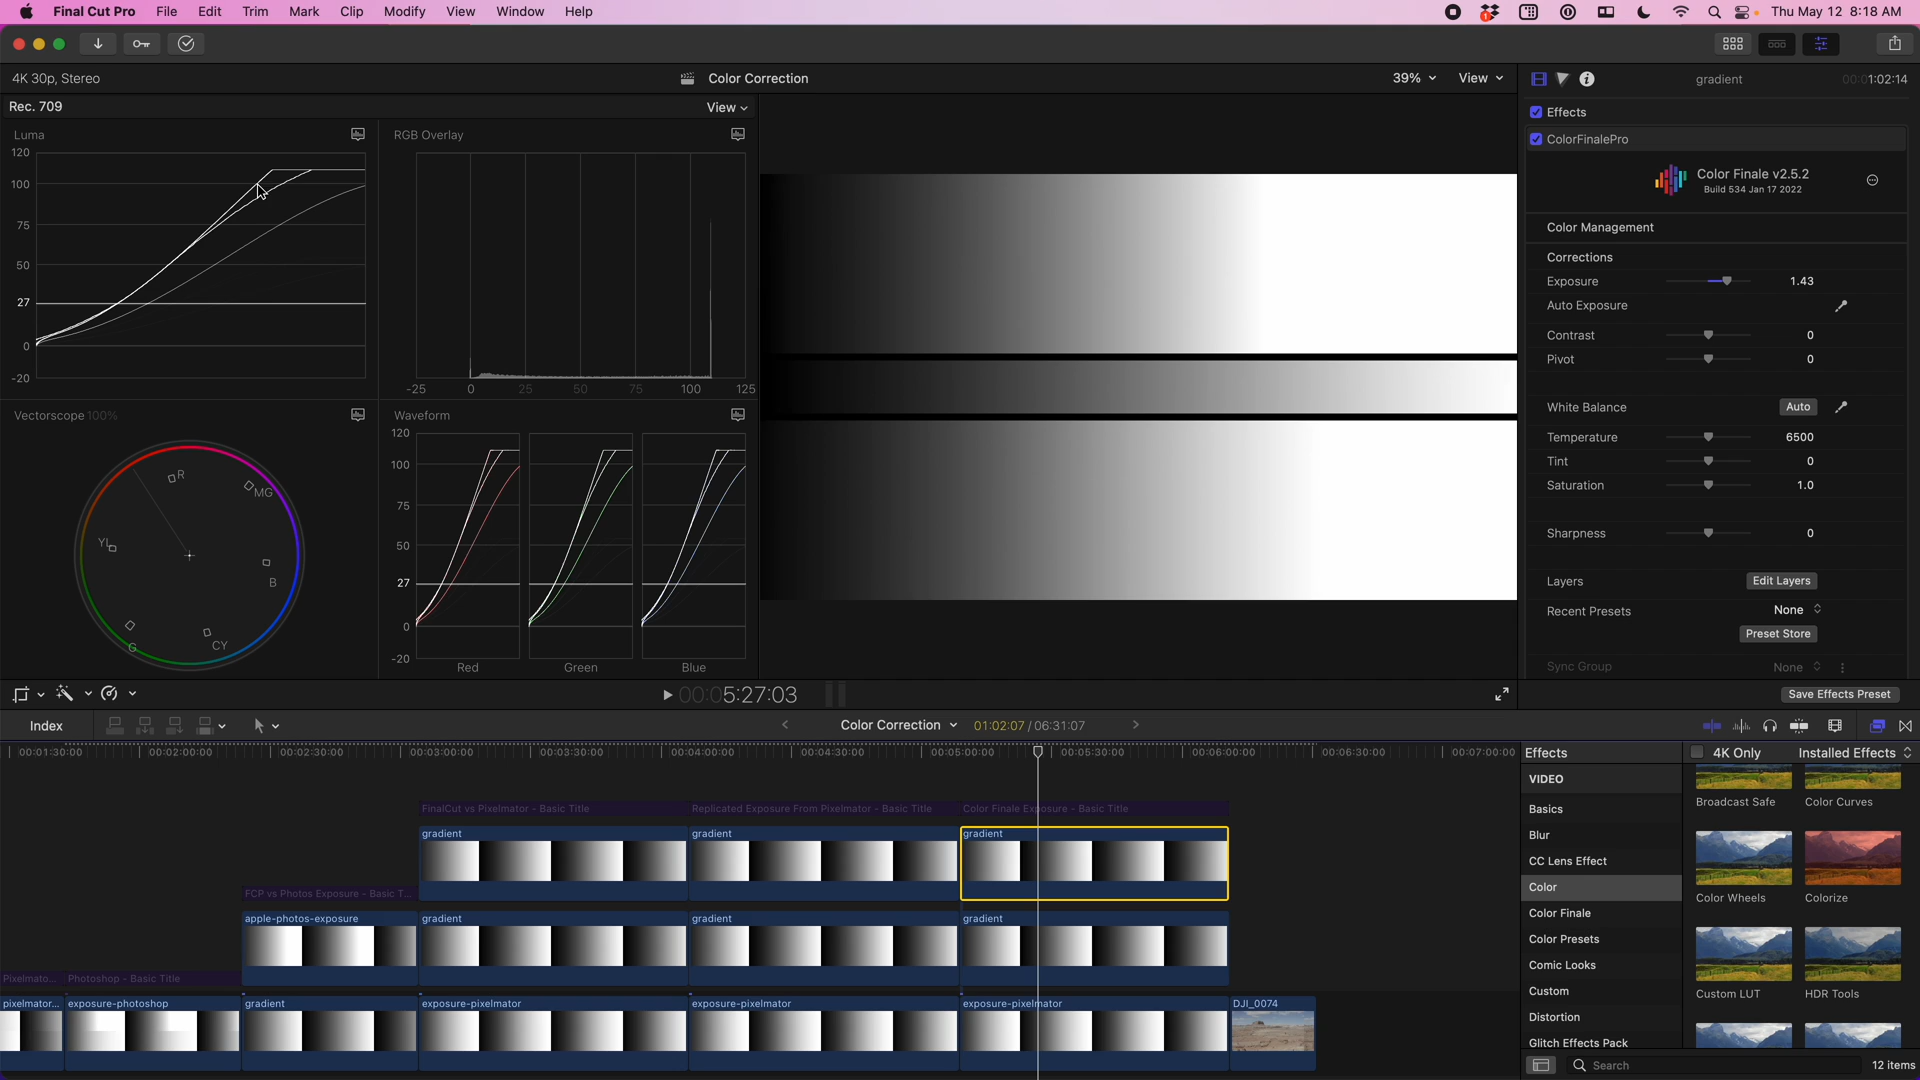 Final Cut Pro File Edit Trim Mark Clip Modify View Window Help
Thu May 12 8:18 AM
4K 30p, Stereo
Color Correction
39% View
gradient
00:01:02:14
Rec. 709
View
Effects
Luma
RGB Overlay
ColorFinalePro
120
100
75
50
27
0
-20
-25 0 25 50 75 100 125
Color Finale v2.5.2
Build 534 Jan 17 2022
Color Management
Corrections
Exposure 1.43
Auto Exposure
Contrast 0
Pivot 0
White Balance Auto
Temperature 6500
Tint 0
Saturation 1.0
Sharpness 0
Layers Edit Layers
Recent Presets None
Preset Store
Sync Group None
Save Effects Preset
Vectorscope 100%
R
MG
B
CY
G
YL
Waveform
120
100
75
50
27
0
-20
Red Green Blue
00:05:27:03
Index
Color Correction 01:02:07 / 06:31:07
00:01:30:00 00:02:00:00 00:02:30:00 00:03:00:00 00:03:30:00 00:04:00:00 00:04:30:00 00:05:00:00 00:05:30:00 00:06:00:00 00:06:30:00 00:07:00:00
FinalCut vs Pixelmator - Basic Title
Replicated Exposure From Pixelmator - Basic Title
Color Finale Exposure - Basic Title
gradient gradient gradient
FCP vs Photos Exposure - Basic T...
apple-photos-exposure gradient gradient gradient
Pixelmato... Photoshop - Basic Title
pixelmator... exposure-photoshop gradient exposure-pixelmator exposure-pixelmator exposure-pixelmator DJI_0074
Effects
4K Only Installed Effects
VIDEO
Basics
Blur
CC Lens Effect
Color
Color Finale
Color Presets
Comic Looks
Custom
Distortion
Glitch Effects Pack
Broadcast Safe Color Curves
Color Wheels Colorize
Custom LUT HDR Tools
Search
12 items